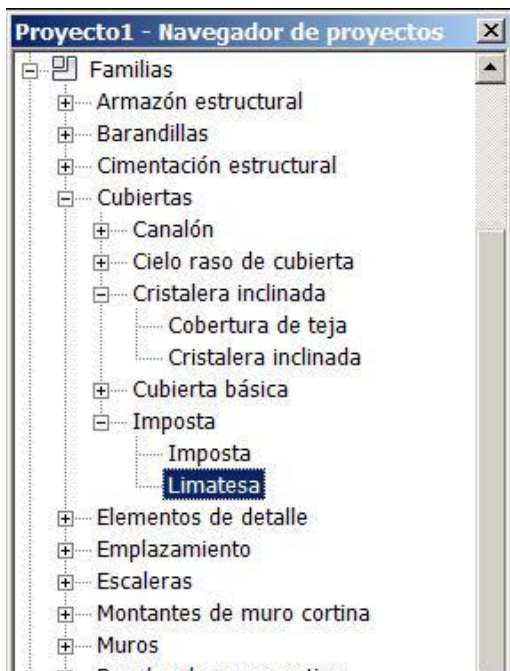 Proyecto1 - Navegador de proyectos
Familias
Armazón estructural
Barandillas
Cimentación estructural
Cubiertas
Canalón
Cielo raso de cubierta
Cristalera inclinada
Cobertura de teja
Cristalera inclinada
Cubierta básica
Imposta
Imposta
Limatesa
Elementos de detalle
Emplazamiento
Escaleras
Montantes de muro cortina
Muros